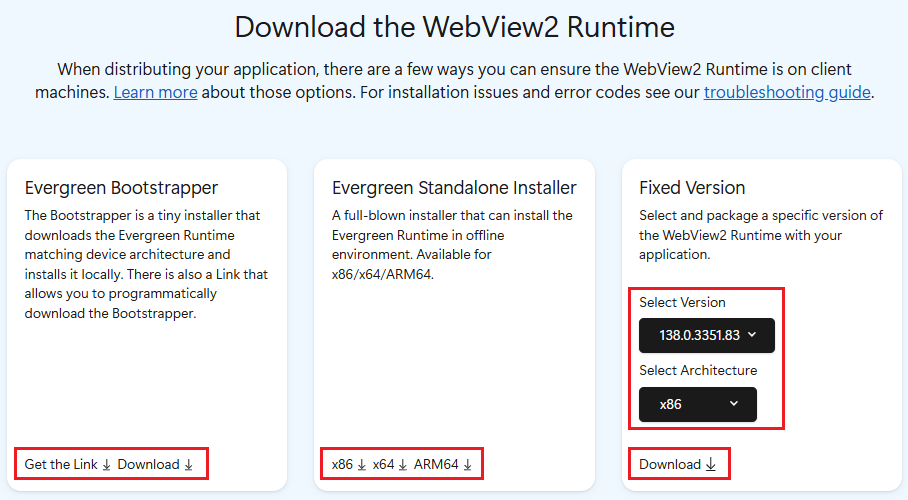 Download the WebView2 Runtime
When distributing your application, there are a few ways you can ensure the WebView2 Runtime is on client
machines. Learn more about those options. For installation issues and error codes see our troubleshooting guide.
Evergreen Bootstrapper
The Bootstrapper is a tiny installer that
downloads the Evergreen Runtime
matching device architecture and
installs it locally. There is also a Link that
allows you to programmatically
download the Bootstrapper.
Get the Link Download
Evergreen Standalone Installer
A full-blown installer that can install the
Evergreen Runtime in offline
environment. Available for
x86/x64/ARM64.
x86 x64 ARM64
Fixed Version
Select and package a specific version of
the WebView2 Runtime with your
application.
Select Version
138.0.3351.83
Select Architecture
x86
Download